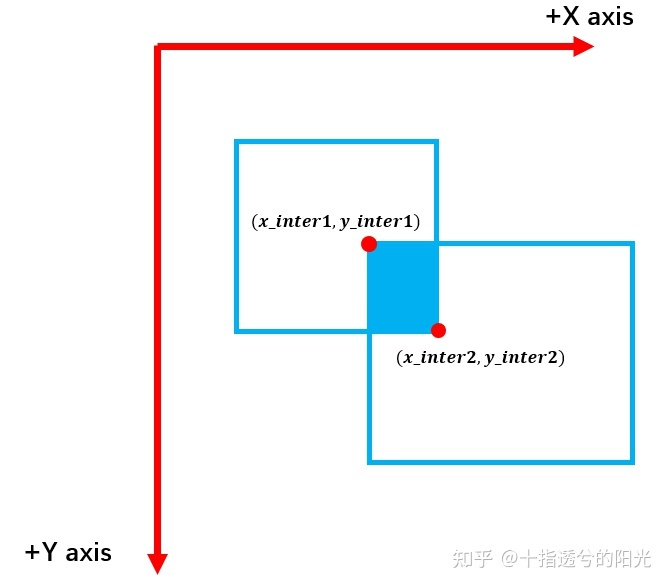 +X axis
(x_inter1, y_inter1)
(x_inter2, y_inter2)
+Y axis
知乎 @十指透兮的阳光